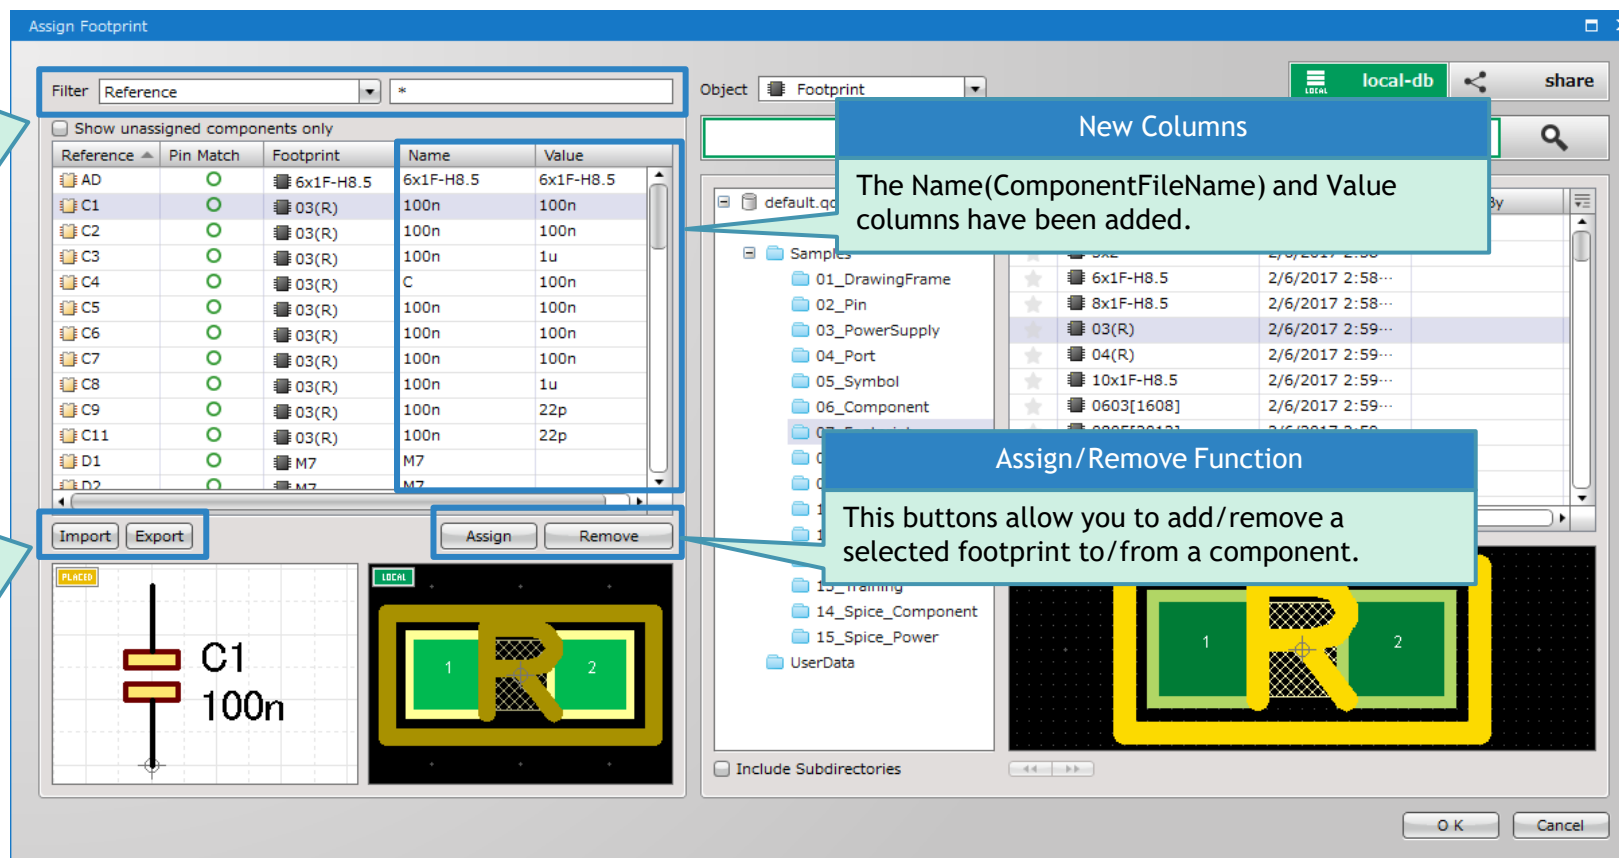 Assign Footprint
Filter Reference *
Object Footprint
local-db share
LOCAL
Show unassigned components only
Reference Pin Match Footprint Name Value
AD 6x1F-H8.5 6x1F-H8.5 6x1F-H8.5
C1 03(R) 100n 100n
C2 03(R) 100n 100n
C3 03(R) 100n 1u
C4 03(R) C 100n
C5 03(R) 100n 100n
C6 03(R) 100n 100n
C7 03(R) 100n 100n
C8 03(R) 100n 1u
C9 03(R) 100n 22p
C11 03(R) 100n 22p
D1 M7 M7
D2 M7 M7
Import Export Assign Remove
PLACED
C1
100n
LOCAL
1 R 2
New Columns
The Name(ComponentFileName) and Value
columns have been added.
default.qc
Samples
01_DrawingFrame
02_Pin
03_PowerSupply
04_Port
05_Symbol
06_Component
14_Spice_Component
15_Spice_Power
UserData
By
6x1F-H8.5 2/6/2017 2:58...
8x1F-H8.5 2/6/2017 2:58...
03(R) 2/6/2017 2:59...
04(R) 2/6/2017 2:59...
10x1F-H8.5 2/6/2017 2:59...
0603[1608] 2/6/2017 2:59...
Assign/Remove Function
This buttons allow you to add/remove a
selected footprint to/from a component.
1 R 2
Include Subdirectories
O K Cancel